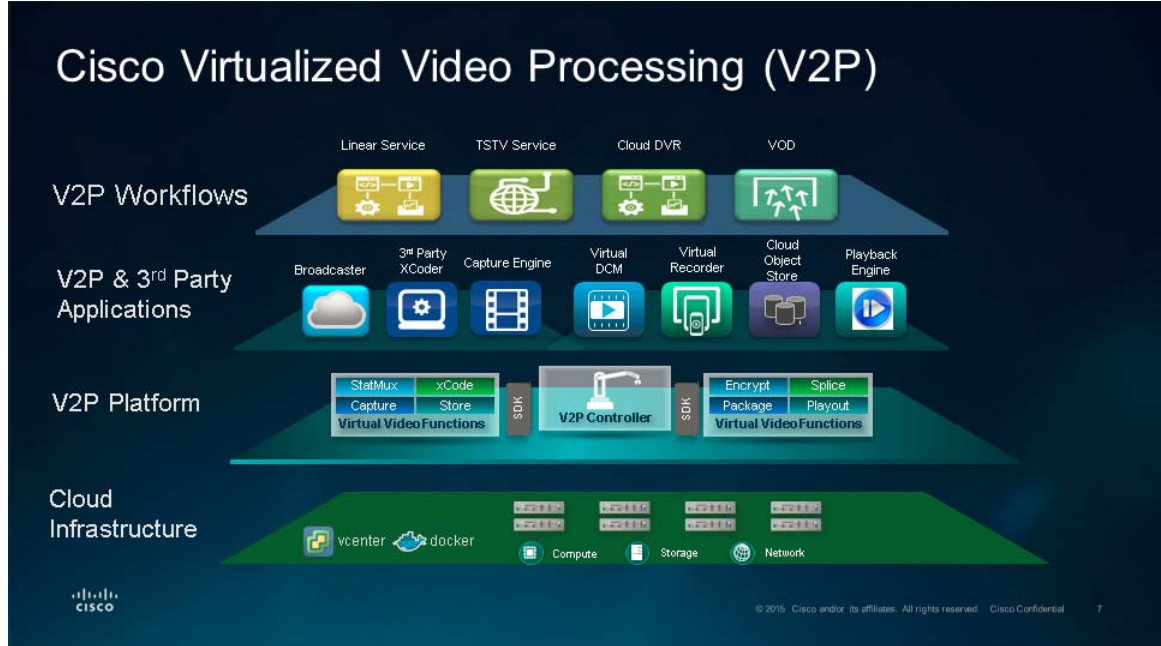 Cisco Virtualized Video Processing (V2P)
Linear Service
TSTV Service
Cloud DVR
VOD
V2P Workflows
V2P & 3rd Party
Applications
Broadcaster
3rd Party
XCoder
Capture Engine
Virtual
DCM
Virtual
Recorder
Cloud
Object
Store
Playback
Engine
V2P Platform
StatMux
xCode
Capture
Store
Virtual Video Functions
SDK
V2P Controller
SDK
Encrypt
Splice
Package
Playout
Virtual Video Functions
Cloud
Infrastructure
vcenter
docker
Compute
Storage
Network
CISCO
© 2015 Cisco and/or its affiliates. All rights reserved. Cisco Confidential
7